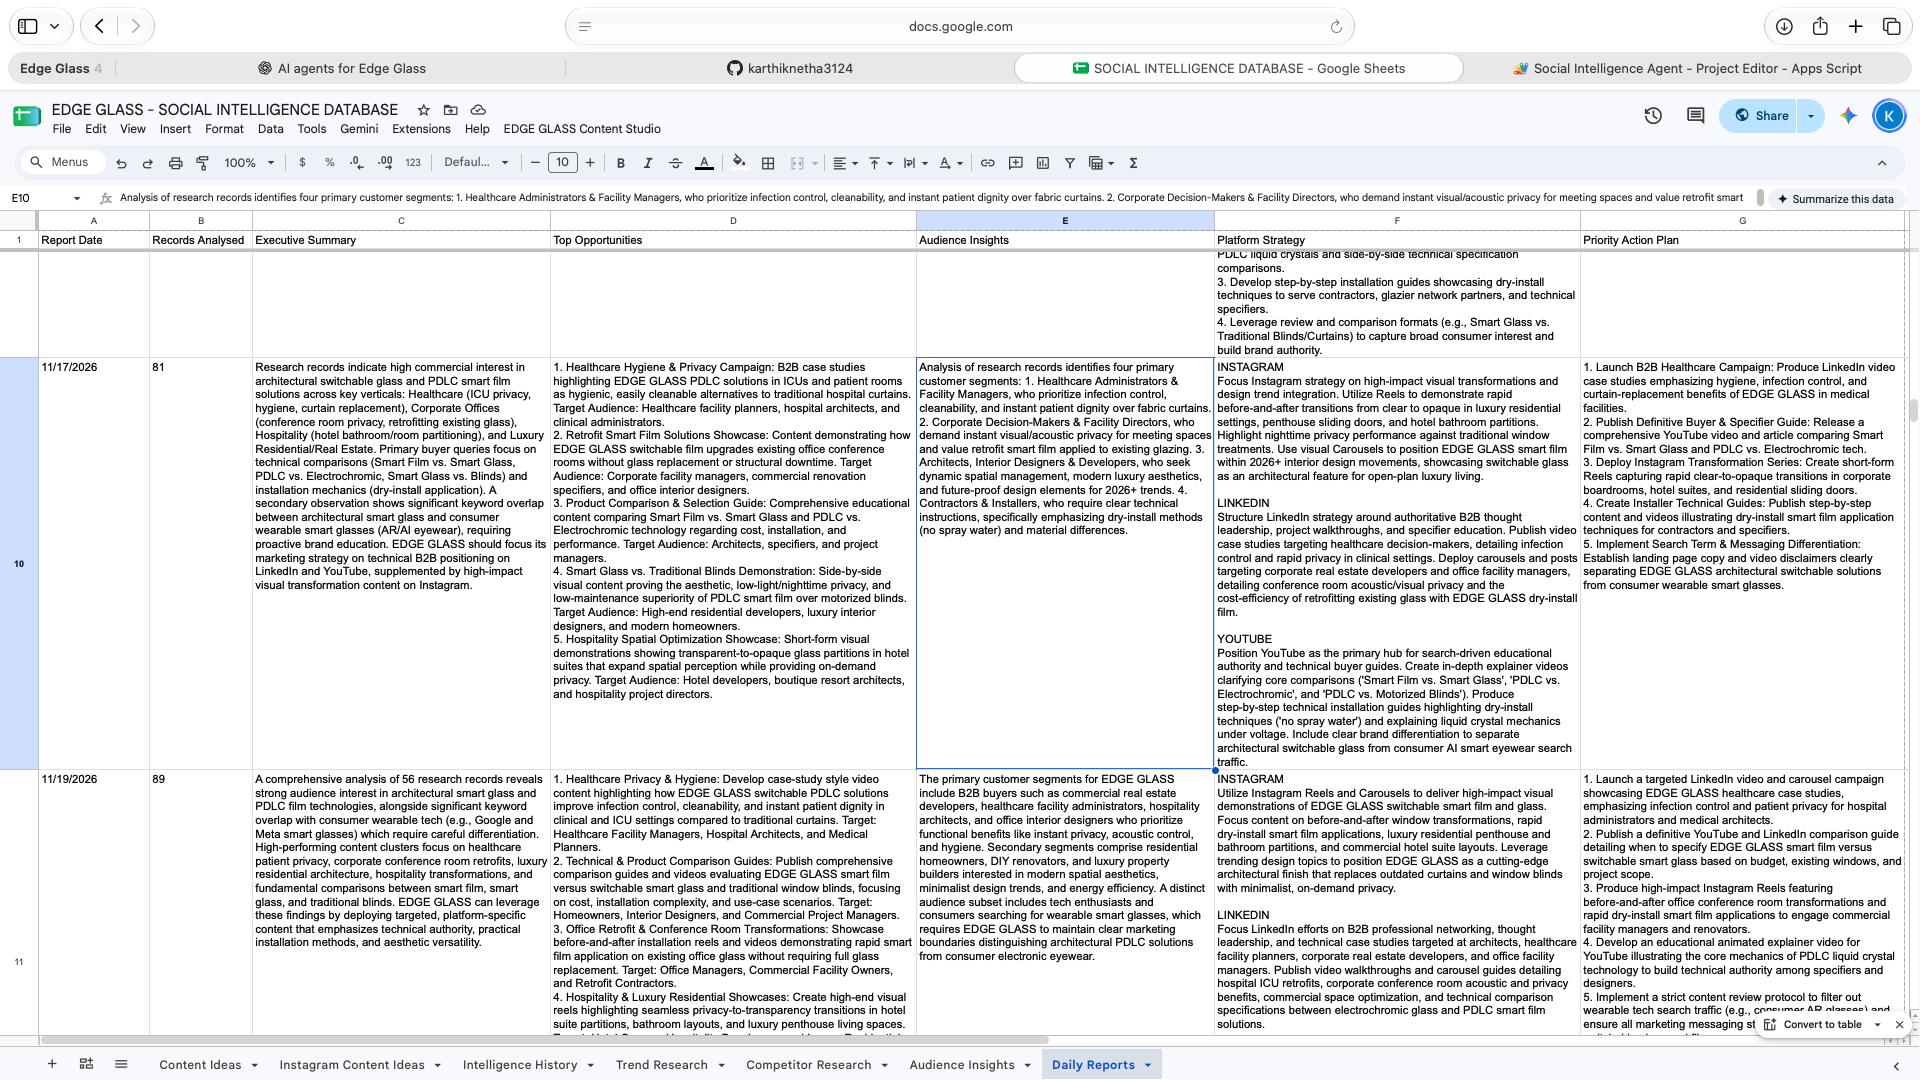 docs.google.com
Edge Glass 4
AI agents for Edge Glass
karthiknetha3124
SOCIAL INTELLIGENCE DATABASE - Google Sheets
Social Intelligence Agent - Project Editor - Apps Script
EDGE GLASS - SOCIAL INTELLIGENCE DATABASE
File Edit View Insert Format Data Tools Gemini Extensions Help EDGE GLASS Content Studio
Share
K
Menus
100%
$ % .0 .00 123
Defaul...
10
B I A
E10
fx Analysis of research records identifies four primary customer segments: 1. Healthcare Administrators & Facility Managers, who prioritize infection control, cleanability, and instant patient dignity over fabric curtains. 2. Corporate Decision-Makers & Facility Directors, who demand instant visual/acoustic privacy for meeting spaces and value retrofit smart
Summarize this data
A B C D E F G
1 Report Date Records Analysed Executive Summary Top Opportunities Audience Insights Platform Strategy Priority Action Plan
PDLC liquid crystals and side-by-side technical specification
comparisons.
3. Develop step-by-step installation guides showcasing dry-install
techniques to serve contractors, glazier network partners, and technical
specifiers.
4. Leverage review and comparison formats (e.g., Smart Glass vs.
Traditional Blinds/Curtains) to capture broad consumer interest and
build brand authority.
10
11/17/2026
81
Research records indicate high commercial interest in
architectural switchable glass and PDLC smart film
solutions across key verticals: Healthcare (ICU privacy,
hygiene, curtain replacement), Corporate Offices
(conference room privacy, retrofitting existing glass),
Hospitality (hotel bathroom/room partitioning), and Luxury
Residential/Real Estate. Primary buyer queries focus on
technical comparisons (Smart Film vs. Smart Glass,
PDLC vs. Electrochromic, Smart Glass vs. Blinds) and
installation mechanics (dry-install application). A
secondary observation shows significant keyword overlap
between architectural smart glass and consumer
wearable smart glasses (AR/AI eyewear), requiring
proactive brand education. EDGE GLASS should focus its
marketing strategy on technical B2B positioning on
LinkedIn and YouTube, supplemented by high-impact
visual transformation content on Instagram.
1. Healthcare Hygiene & Privacy Campaign: B2B case studies
highlighting EDGE GLASS PDLC solutions in ICUs and patient rooms
as hygienic, easily cleanable alternatives to traditional hospital curtains.
Target Audience: Healthcare facility planners, hospital architects, and
clinical administrators.
2. Retrofit Smart Film Solutions Showcase: Content demonstrating how
EDGE GLASS switchable film upgrades existing office conference
rooms without glass replacement or structural downtime. Target
Audience: Corporate facility managers, commercial renovation
specifiers, and office interior designers.
3. Product Comparison & Selection Guide: Comprehensive educational
content comparing Smart Film vs. Smart Glass and PDLC vs.
Electrochromic technology regarding cost, installation, and
performance. Target Audience: Architects, specifiers, and project
managers.
4. Smart Glass vs. Traditional Blinds Demonstration: Side-by-side
visual content proving the aesthetic, low-light/nighttime privacy, and
low-maintenance superiority of PDLC smart film over motorized blinds.
Target Audience: High-end residential developers, luxury interior
designers, and modern homeowners.
5. Hospitality Spatial Optimization Showcase: Short-form visual
demonstrations showing transparent-to-opaque glass partitions in hotel
suites that expand spatial perception while providing on-demand
privacy. Target Audience: Hotel developers, boutique resort architects,
and hospitality project directors.
Analysis of research records identifies four primary
customer segments: 1. Healthcare Administrators &
Facility Managers, who prioritize infection control,
cleanability, and instant patient dignity over fabric curtains.
2. Corporate Decision-Makers & Facility Directors, who
demand instant visual/acoustic privacy for meeting spaces
and value retrofit smart film applied to existing glazing. 3.
Architects, Interior Designers & Developers, who seek
dynamic spatial management, modern luxury aesthetics,
and future-proof design elements for 2026+ trends. 4.
Contractors & Installers, who require clear technical
instructions, specifically emphasizing dry-install methods
(no spray water) and material differences.
INSTAGRAM
Focus Instagram strategy on high-impact visual transformations and
design trend integration. Utilize Reels to demonstrate rapid
before-and-after transitions from clear to opaque in luxury residential
settings, penthouse sliding doors, and hotel bathroom partitions.
Highlight nighttime privacy performance against traditional window
treatments. Use visual Carousels to position EDGE GLASS smart film
within 2026+ interior design movements, showcasing switchable glass
as an architectural feature for open-plan luxury living.
LINKEDIN
Structure LinkedIn strategy around authoritative B2B thought
leadership, project walkthroughs, and specifier education. Publish video
case studies targeting healthcare decision-makers, detailing infection
control and rapid privacy in clinical settings. Deploy carousels and posts
targeting corporate real estate developers and office facility managers,
detailing conference room acoustic/visual privacy and the
cost-efficiency of retrofitting existing glass with EDGE GLASS dry-install
film.
YOUTUBE
Position YouTube as the primary hub for search-driven educational
authority and technical buyer guides. Create in-depth explainer videos
clarifying core comparisons ('Smart Film vs. Smart Glass', 'PDLC vs.
Electrochromic', and 'PDLC vs. Motorized Blinds'). Produce
step-by-step technical installation guides highlighting dry-install
techniques ('no spray water') and explaining liquid crystal mechanics
under voltage. Include clear brand differentiation to separate
architectural switchable glass from consumer AI smart eyewear search
traffic.
1. Launch B2B Healthcare Campaign: Produce LinkedIn video
case studies emphasizing hygiene, infection control, and
curtain-replacement benefits of EDGE GLASS in medical
facilities.
2. Publish Definitive Buyer & Specifier Guide: Release a
comprehensive YouTube video and article comparing Smart
Film vs. Smart Glass and PDLC vs. Electrochromic tech.
3. Deploy Instagram Transformation Series: Create short-form
Reels capturing rapid clear-to-opaque transitions in corporate
boardrooms, hotel suites, and residential sliding doors.
4. Create Installer Technical Guides: Publish step-by-step
content and videos illustrating dry-install smart film application
techniques for contractors and specifiers.
5. Implement Search Term & Messaging Differentiation:
Establish landing page copy and video disclaimers clearly
separating EDGE GLASS architectural switchable solutions
from consumer wearable smart glasses.
11
11/19/2026
89
A comprehensive analysis of 56 research records reveals
strong audience interest in architectural smart glass and
PDLC film technologies, alongside significant keyword
overlap with consumer wearable tech (e.g., Google and
Meta smart glasses) which require careful differentiation.
High-performing content clusters focus on healthcare
patient privacy, corporate conference room retrofits, luxury
residential architecture, hospitality transformations, and
fundamental comparisons between smart film, smart
glass, and traditional blinds. EDGE GLASS can leverage
these findings by deploying targeted, platform-specific
content that emphasizes technical authority, practical
installation methods, and aesthetic versatility.
1. Healthcare Privacy & Hygiene: Develop case-study style video
content highlighting how EDGE GLASS switchable PDLC solutions
improve infection control, cleanability, and instant patient dignity in
clinical and ICU settings compared to traditional curtains. Target:
Healthcare Facility Managers, Hospital Architects, and Medical
Planners.
2. Technical & Product Comparison Guides: Publish comprehensive
comparison guides and videos evaluating EDGE GLASS smart film
versus switchable smart glass and traditional window blinds, focusing
on cost, installation complexity, and use-case scenarios. Target:
Homeowners, Interior Designers, and Commercial Project Managers.
3. Office Retrofit & Conference Room Transformations: Showcase
before-and-after installation reels and videos demonstrating rapid smart
film application on existing office glass without requiring full glass
replacement. Target: Office Managers, Commercial Facility Owners,
and Retrofit Contractors.
4. Hospitality & Luxury Residential Showcases: Create high-end visual
reels highlighting seamless privacy-to-transparency transitions in hotel
suite partitions, bathroom layouts, and luxury penthouse living spaces.
The primary customer segments for EDGE GLASS
include B2B buyers such as commercial real estate
developers, healthcare facility administrators, hospitality
architects, and office interior designers who prioritize
functional benefits like instant privacy, acoustic control,
and hygiene. Secondary segments comprise residential
homeowners, DIY renovators, and luxury property
builders interested in modern spatial aesthetics,
minimalist design trends, and energy efficiency. A distinct
audience subset includes tech enthusiasts and
consumers searching for wearable smart glasses, which
requires EDGE GLASS to maintain clear marketing
boundaries distinguishing architectural PDLC solutions
from consumer electronic eyewear.
INSTAGRAM
Utilize Instagram Reels and Carousels to deliver high-impact visual
demonstrations of EDGE GLASS switchable smart film and glass.
Focus content on before-and-after window transformations, rapid
dry-install smart film applications, luxury residential penthouse and
bathroom partitions, and commercial hotel suite layouts. Leverage
trending design topics to position EDGE GLASS as a cutting-edge
architectural finish that replaces outdated curtains and window blinds
with minimalist, on-demand privacy.
LINKEDIN
Focus LinkedIn efforts on B2B professional networking, thought
leadership, and technical case studies targeted at architects, healthcare
facility planners, corporate real estate developers, and office facility
managers. Publish video walkthroughs and carousel guides detailing
hospital ICU retrofits, corporate conference room acoustic and privacy
benefits, commercial space optimization, and technical comparison
specifications between electrochromic glass and PDLC smart film
solutions.
1. Launch a targeted LinkedIn video and carousel campaign
showcasing EDGE GLASS healthcare case studies,
emphasizing infection control and patient privacy for hospital
administrators and medical architects.
2. Publish a definitive YouTube and LinkedIn comparison guide
detailing when to specify EDGE GLASS smart film versus
switchable smart glass based on budget, existing windows, and
project scope.
3. Produce high-impact Instagram Reels featuring
before-and-after office conference room transformations and
rapid dry-install smart film applications to engage commercial
facility managers and renovators.
4. Develop an educational animated explainer video for
YouTube illustrating the core mechanics of PDLC liquid crystal
technology to build technical authority among specifiers and
designers.
5. Implement a strict content review protocol to filter out
wearable tech search traffic (e.g., consumer AR glasses) and
ensure all marketing messaging
Convert to table
Content Ideas
Instagram Content Ideas
Intelligence History
Trend Research
Competitor Research
Audience Insights
Daily Reports